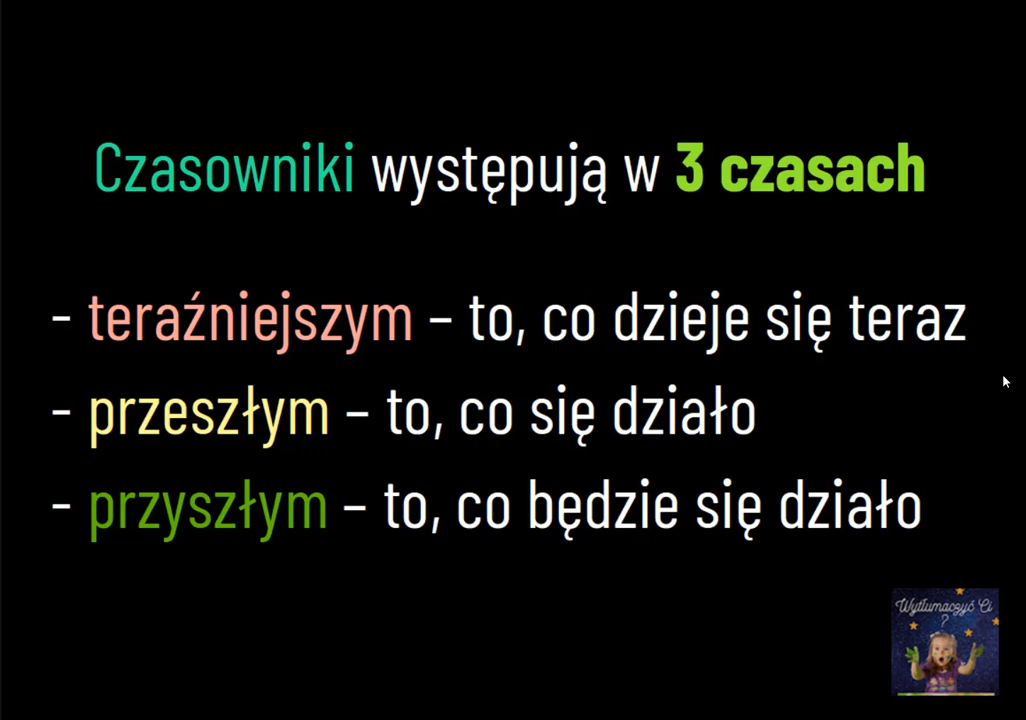 Czasowniki występują w 3 czasach
- teraźniejszym – to, co dzieje się teraz
- przeszłym – to, co się działo
- przyszłym – to, co będzie się działo
Wytłumaczyć Ci
?